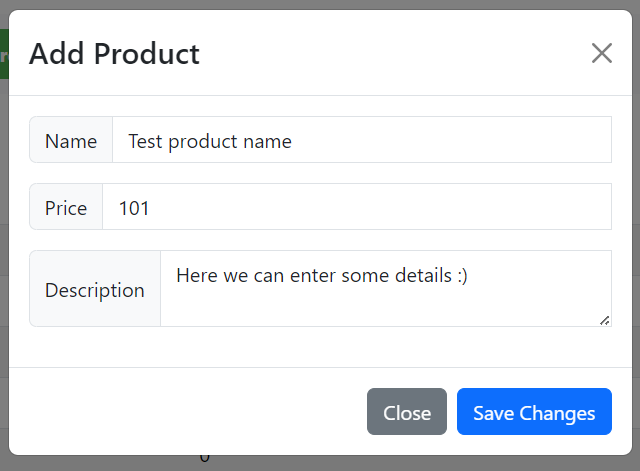 Add Product
Name
Test product name
Price
101
Description
Here we can enter some details :)
Close
Save Changes